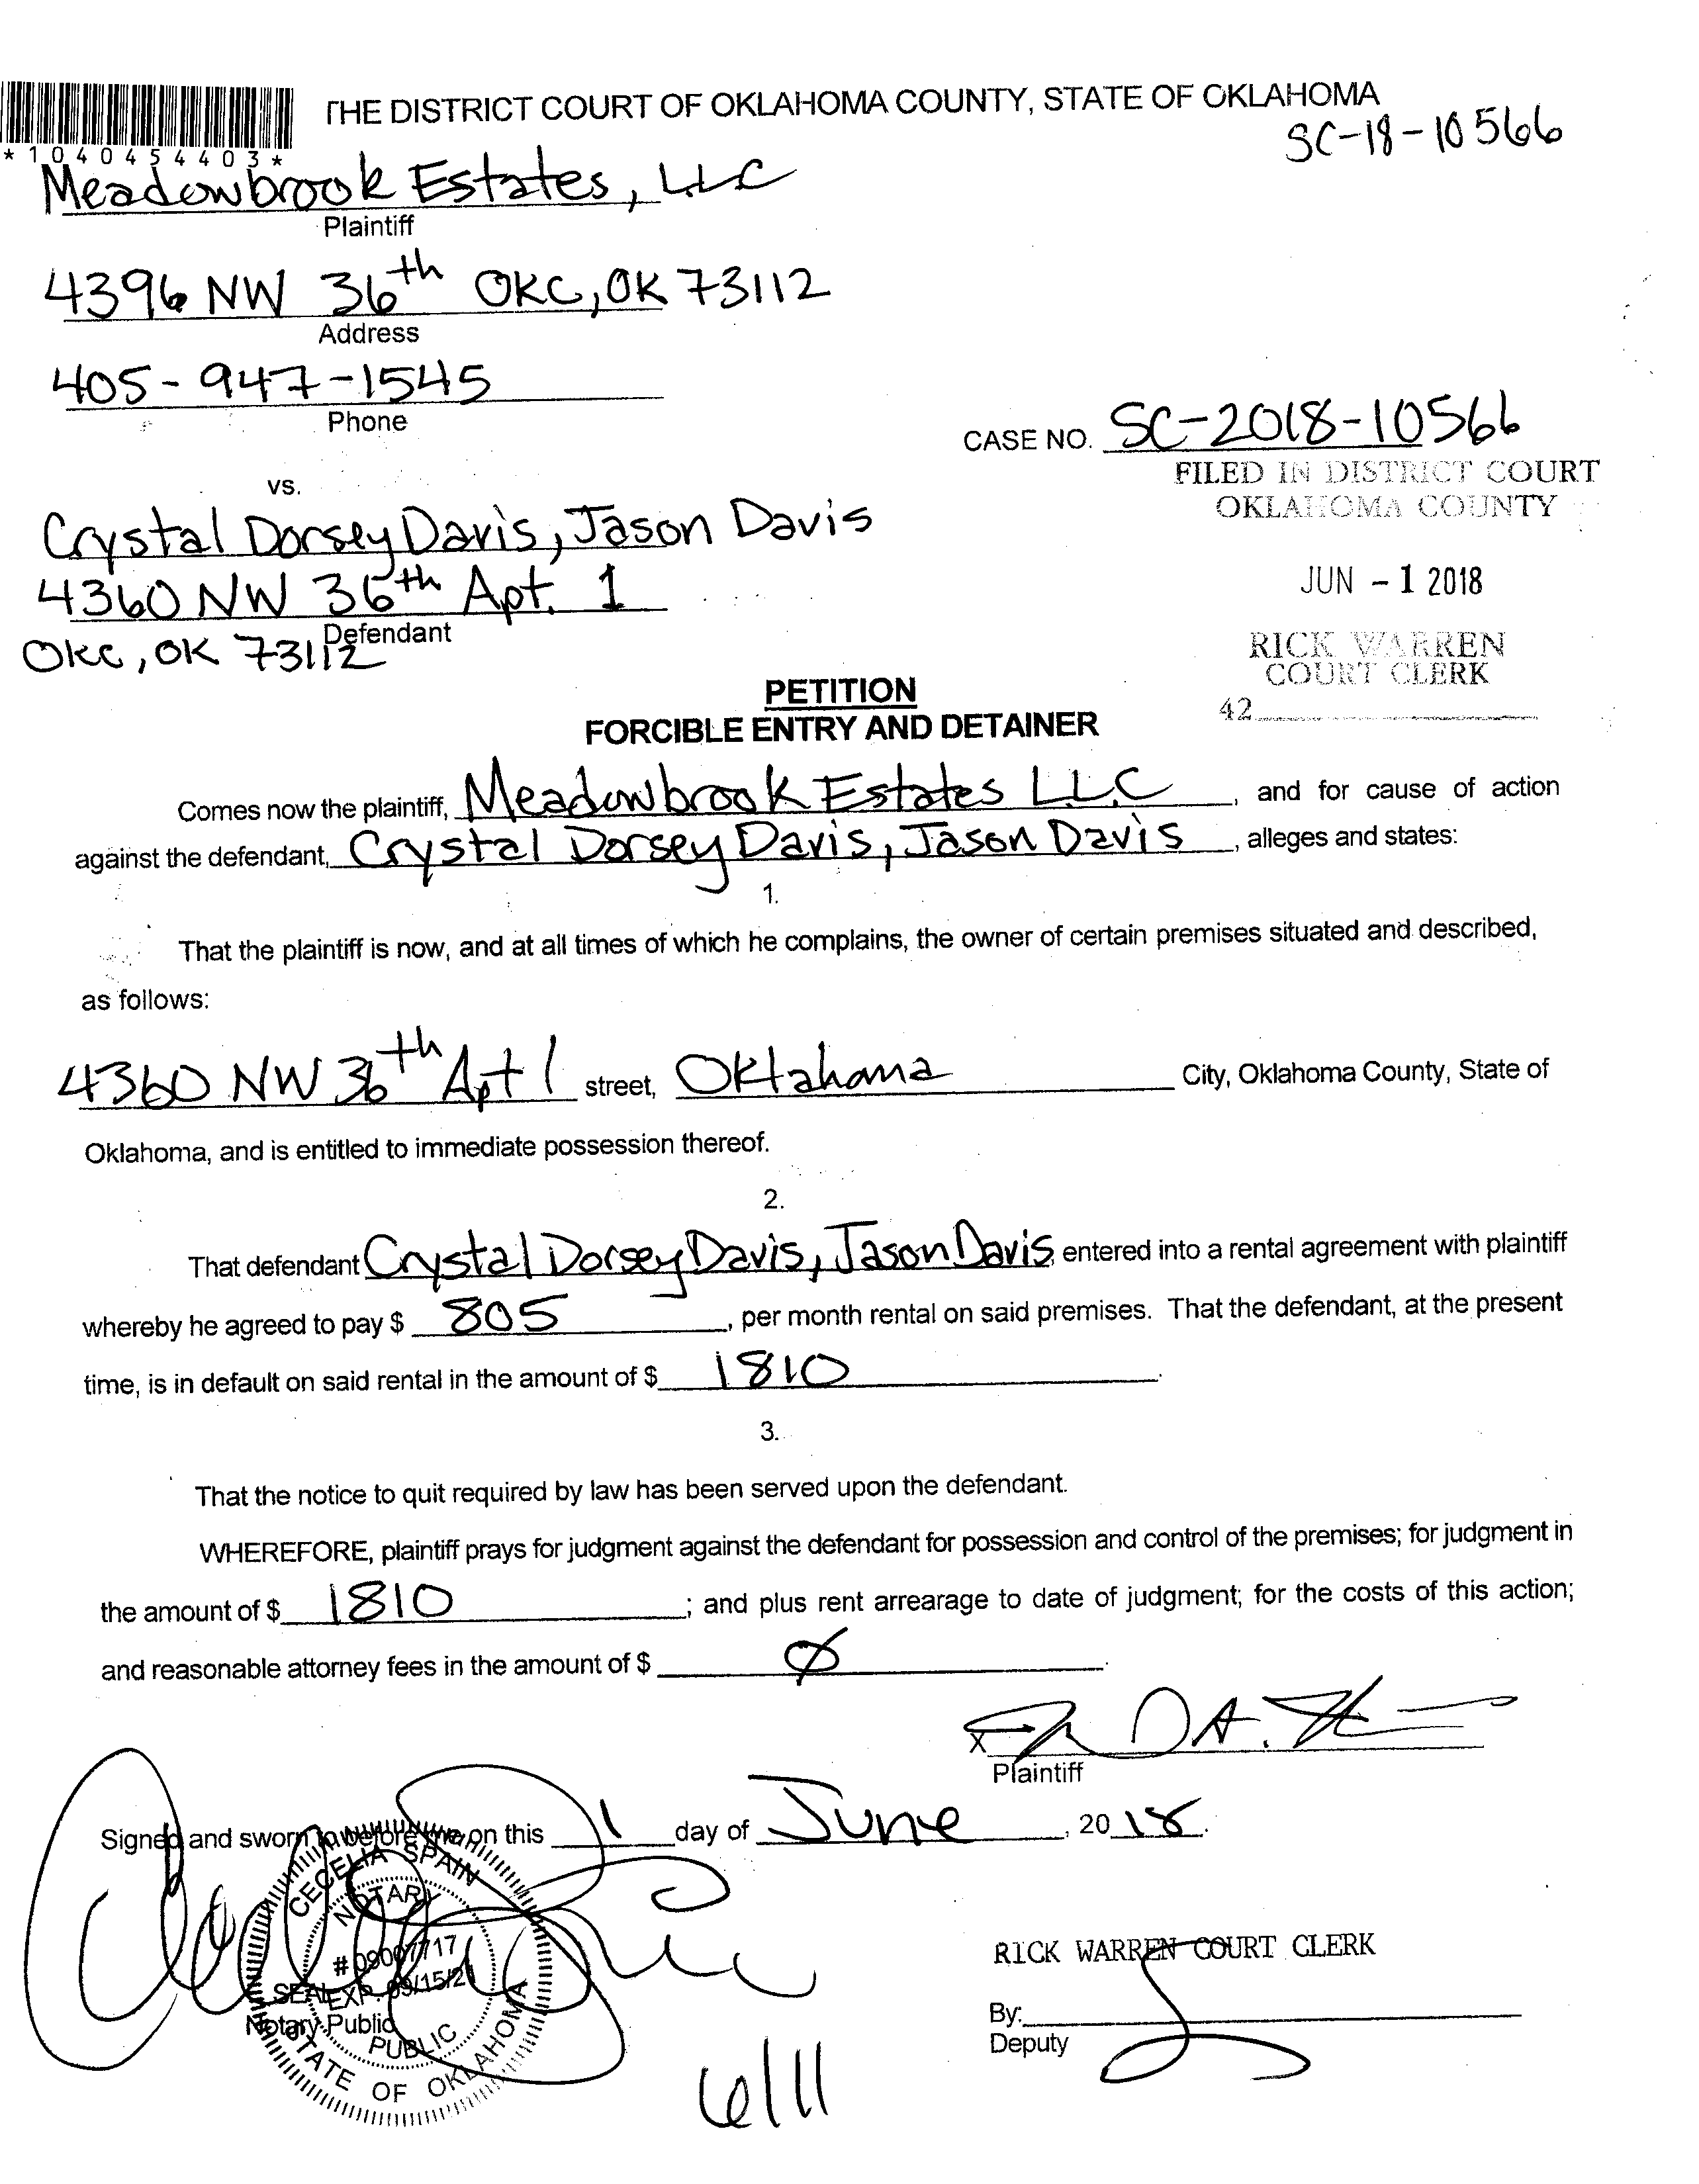 THE DISTRICT COURT OF OKLAHOMA COUNTY, STATE OF OKLAHOMA
SC-18-10566
*1040454403*
Meadowbrook Estates, LLC
Plaintiff
4396 NW 36th OKC, OK 73112
Address
405-947-1545
Phone
CASE NO. SC-2018-10566
FILED IN DISTRICT COURT
OKLAHOMA COUNTY
JUN -1 2018
RICK WARREN
COURT CLERK
42
vs.
Crystal Dorsey Davis, Jason Davis
4360 NW 36th Apt. 1
Defendant
OKC, OK 73112
PETITION
FORCIBLE ENTRY AND DETAINER
Comes now the plaintiff, Meadowbrook Estates LLC, and for cause of action
against the defendant, Crystal Dorsey Davis, Jason Davis, alleges and states:
1.
That the plaintiff is now, and at all times of which he complains, the owner of certain premises situated and described,
as follows:
4360 NW 36th Apt 1 street, Oklahoma City, Oklahoma County, State of
Oklahoma, and is entitled to immediate possession thereof.
2.
That defendant Crystal Dorsey Davis, Jason Davis, entered into a rental agreement with plaintiff
whereby he agreed to pay $ 805, per month rental on said premises. That the defendant, at the present
time, is in default on said rental in the amount of $ 1810.
3.
That the notice to quit required by law has been served upon the defendant.
WHEREFORE, plaintiff prays for judgment against the defendant for possession and control of the premises; for judgment in
the amount of $ 1810; and plus rent arrearage to date of judgment; for the costs of this action;
and reasonable attorney fees in the amount of $ Ø.
X
Plaintiff
Signed and sworn to before me on this 1 day of June, 2018.
CECELIA SPAIN
NOTARY
# 09007717
SEAL EXP. 09/15/21
Notary Public
PUBLIC
STATE OF OKLAHOMA
RICK WARREN COURT CLERK
By:
Deputy
6/11